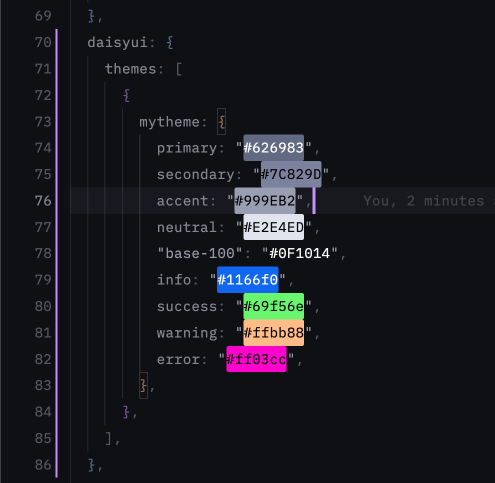 69 },
70 daisyui: {
71 themes: [
72 {
73 mytheme: {
74 primary: "#626983",
75 secondary: "#7C829D",
76 accent: "#999EB2", You, 2 minutes
77 neutral: "#E2E4ED",
78 "base-100": "#0F1014",
79 info: "#1166f0",
80 success: "#69f56e",
81 warning: "#ffbb88",
82 error: "#ff03cc",
83 },
84 },
85 ],
86 },